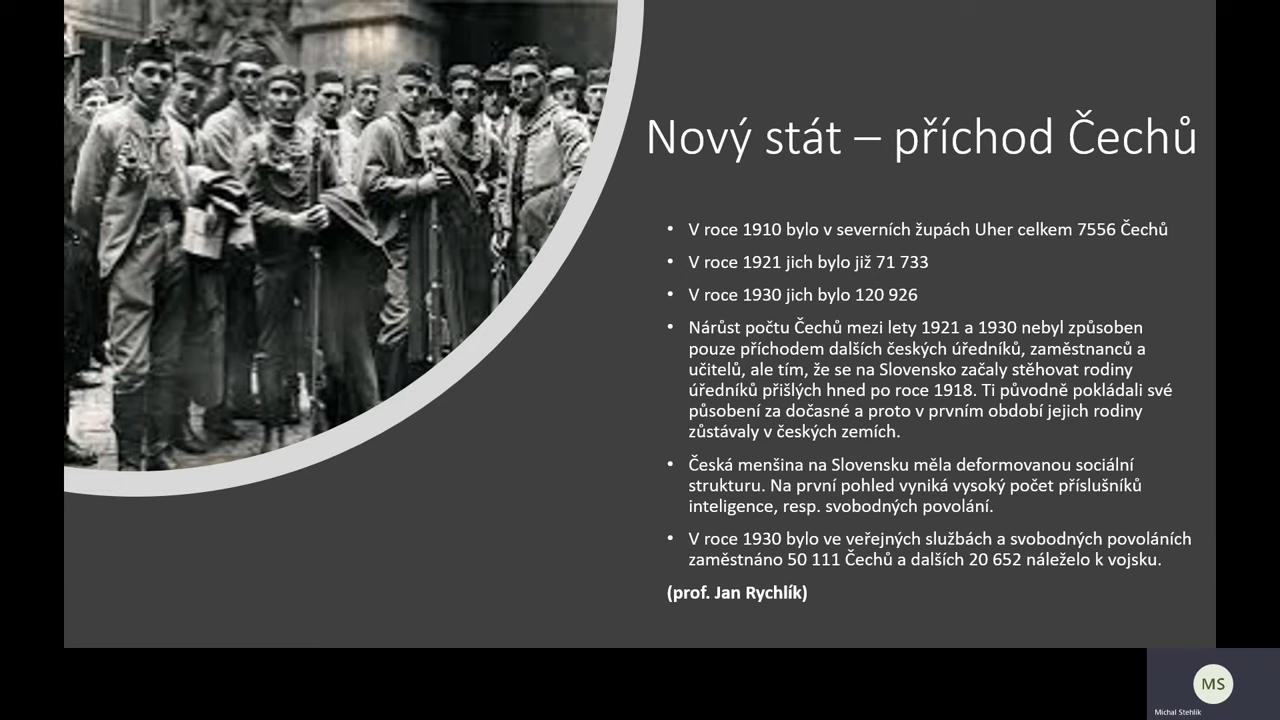 Nový stát – příchod Čechů
• V roce 1910 bylo v severních župách Uher celkem 7556 Čechů
• V roce 1921 jich bylo již 71 733
• V roce 1930 jich bylo 120 926
• Nárůst počtu Čechů mezi lety 1921 a 1930 nebyl způsoben
pouze příchodem dalších českých úředníků, zaměstnanců a
učitelů, ale tím, že se na Slovensko začaly stěhovat rodiny
úředníků přišlých hned po roce 1918. Ti původně pokládali své
působení za dočasné a proto v prvním období jejich rodiny
zůstávaly v českých zemích.
• Česká menšina na Slovensku měla deformovanou sociální
strukturu. Na první pohled vyniká vysoký počet příslušníků
inteligence, resp. svobodných povolání.
• V roce 1930 bylo ve veřejných službách a svobodných povoláních
zaměstnáno 50 111 Čechů a dalších 20 652 náleželo k vojsku.
(prof. Jan Rychlík)
MS
Michal Stehlík